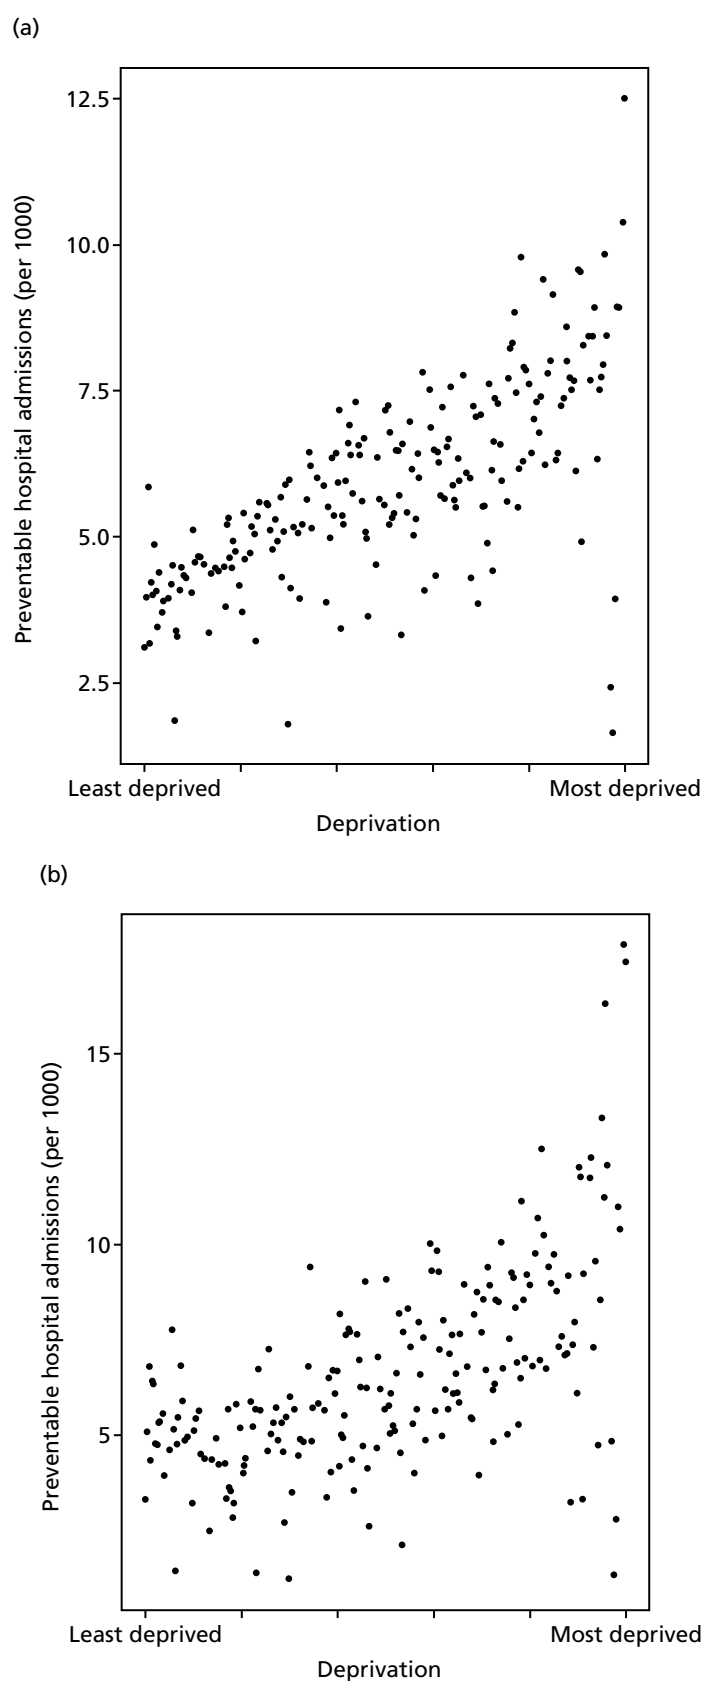 (a)
Preventable hospital admissions (per 1000)
12.5
10.0
7.5
5.0
2.5
Least deprived
Most deprived
Deprivation
(b)
Preventable hospital admissions (per 1000)
15
10
5
Least deprived
Most deprived
Deprivation